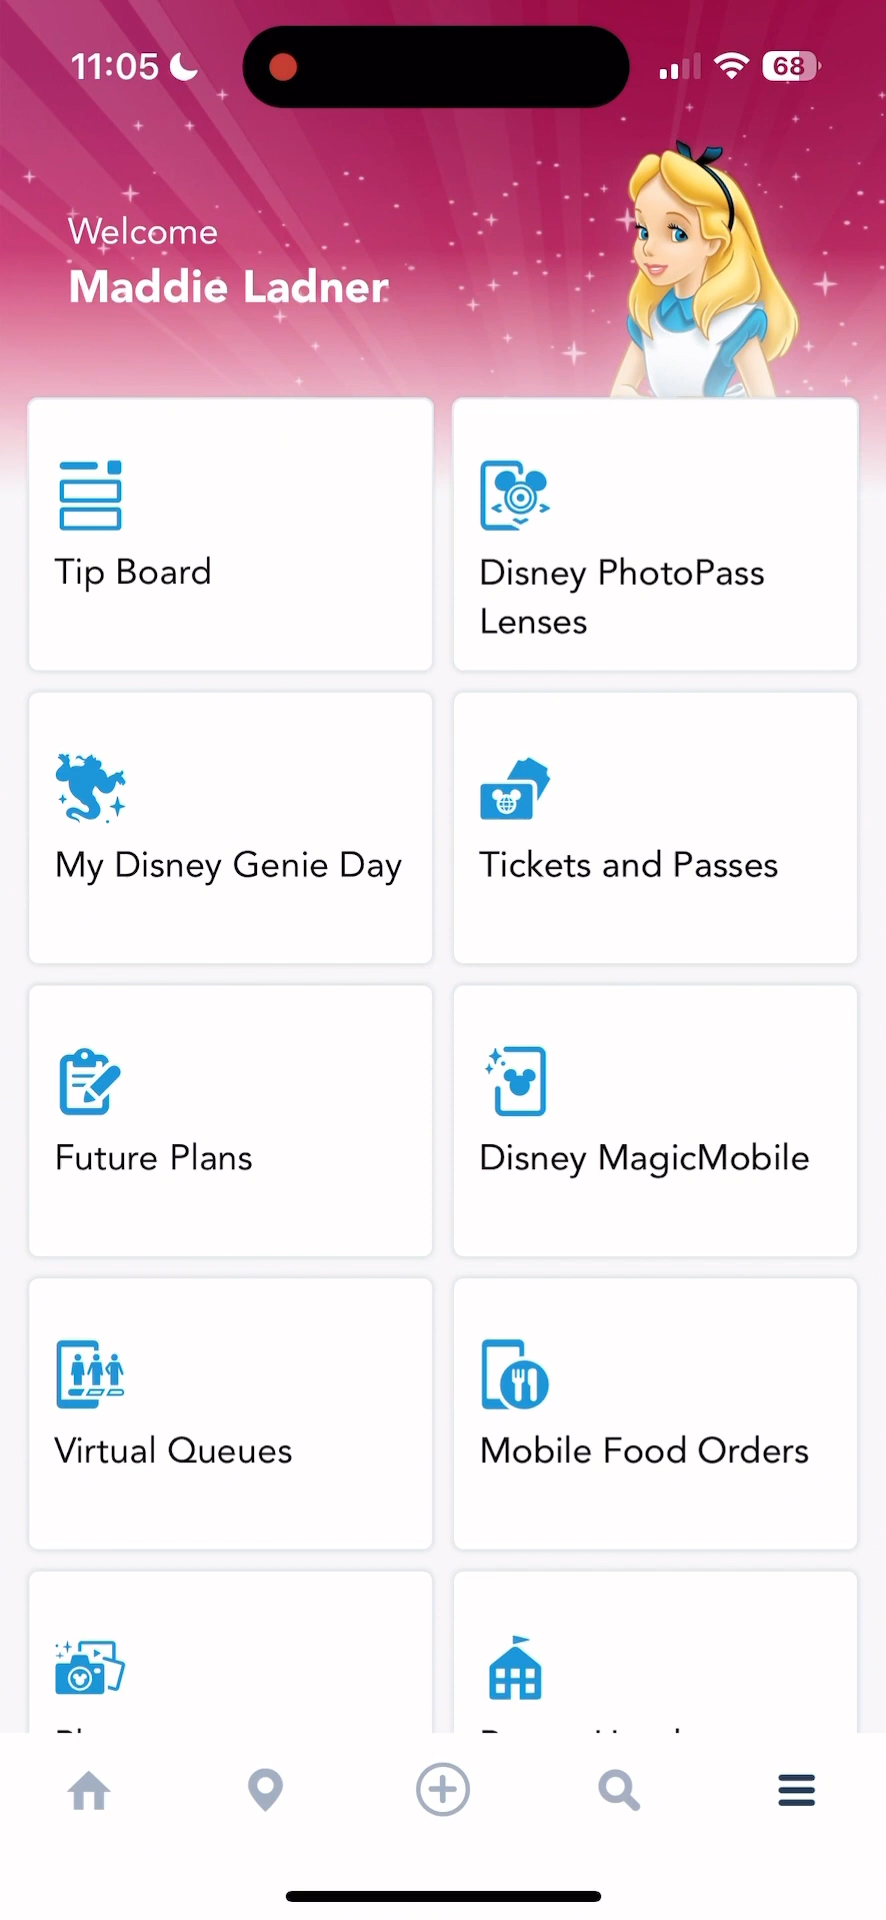 11:05
68
Welcome
Maddie Ladner
Tip Board
Disney PhotoPass
Lenses
My Disney Genie Day
Tickets and Passes
Future Plans
Disney MagicMobile
Virtual Queues
Mobile Food Orders